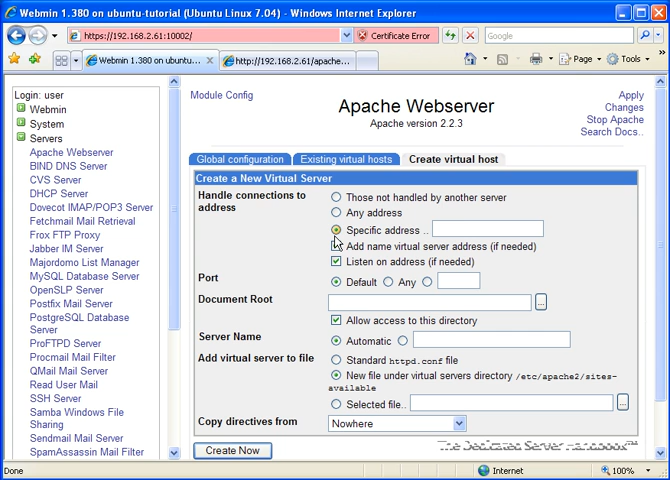 Webmin 1.380 on ubuntu-tutorial (Ubuntu Linux 7.04) - Windows Internet Explorer
https://192.168.2.61:10002/
Certificate Error
Google
Webmin 1.380 on ubuntu-...
http://192.168.2.61/apache...
Page
Tools
Login: user
Webmin
System
Servers
Apache Webserver
BIND DNS Server
CVS Server
DHCP Server
Dovecot IMAP/POP3 Server
Fetchmail Mail Retrieval
Frox FTP Proxy
Jabber IM Server
Majordomo List Manager
MySQL Database Server
OpenSLP Server
Postfix Mail Server
PostgreSQL Database
Server
ProFTPD Server
Procmail Mail Filter
QMail Mail Server
Read User Mail
SSH Server
Samba Windows File
Sharing
Sendmail Mail Server
SpamAssassin Mail Filter
Module Config
Apache Webserver
Apache version 2.2.3
Apply
Changes
Stop Apache
Search Docs..
Global configuration
Existing virtual hosts
Create virtual host
Create a New Virtual Server
Handle connections to
address
Those not handled by another server
Any address
Specific address ..
Add name virtual server address (if needed)
Listen on address (if needed)
Port
Default
Any
Document Root
...
Allow access to this directory
Server Name
Automatic
Add virtual server to file
Standard httpd.conf file
New file under virtual servers directory /etc/apache2/sites-
available
Selected file..
...
Copy directives from
Nowhere
Create Now
The Dedicated Server Handbook™
Done
Internet
100%